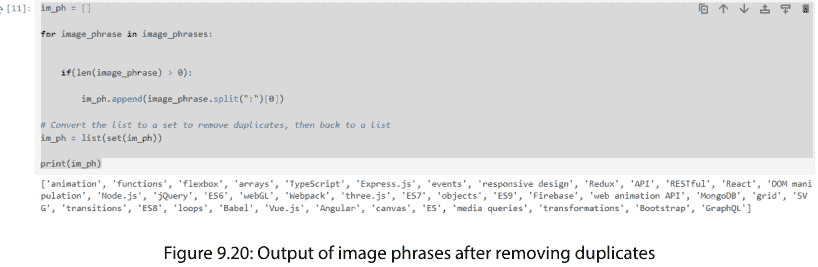 [11]: im_ph = []
for image_phrase in image_phrases:
if(len(image_phrase) > 0):
im_ph.append(image_phrase.split(":")[0])
# Convert the list to a set to remove duplicates, then back to a list
im_ph = list(set(im_ph))
print(im_ph)
['animation', 'functions', 'flexbox', 'arrays', 'TypeScript', 'Express.js', 'events', 'responsive design', 'Redux', 'API', 'RESTful', 'React', 'DOM mani
pulation', 'Node.js', 'jQuery', 'ES6', 'webGL', 'Webpack', 'three.js', 'ES7', 'objects', 'ES9', 'Firebase', 'web animation API', 'MongoDB', 'grid', 'SV
G', 'transitions', 'ES8', 'loops', 'Babel', 'Vue.js', 'Angular', 'canvas', 'ES', 'media queries', 'transformations', 'Bootstrap', 'GraphQL']
Figure 9.20: Output of image phrases after removing duplicates